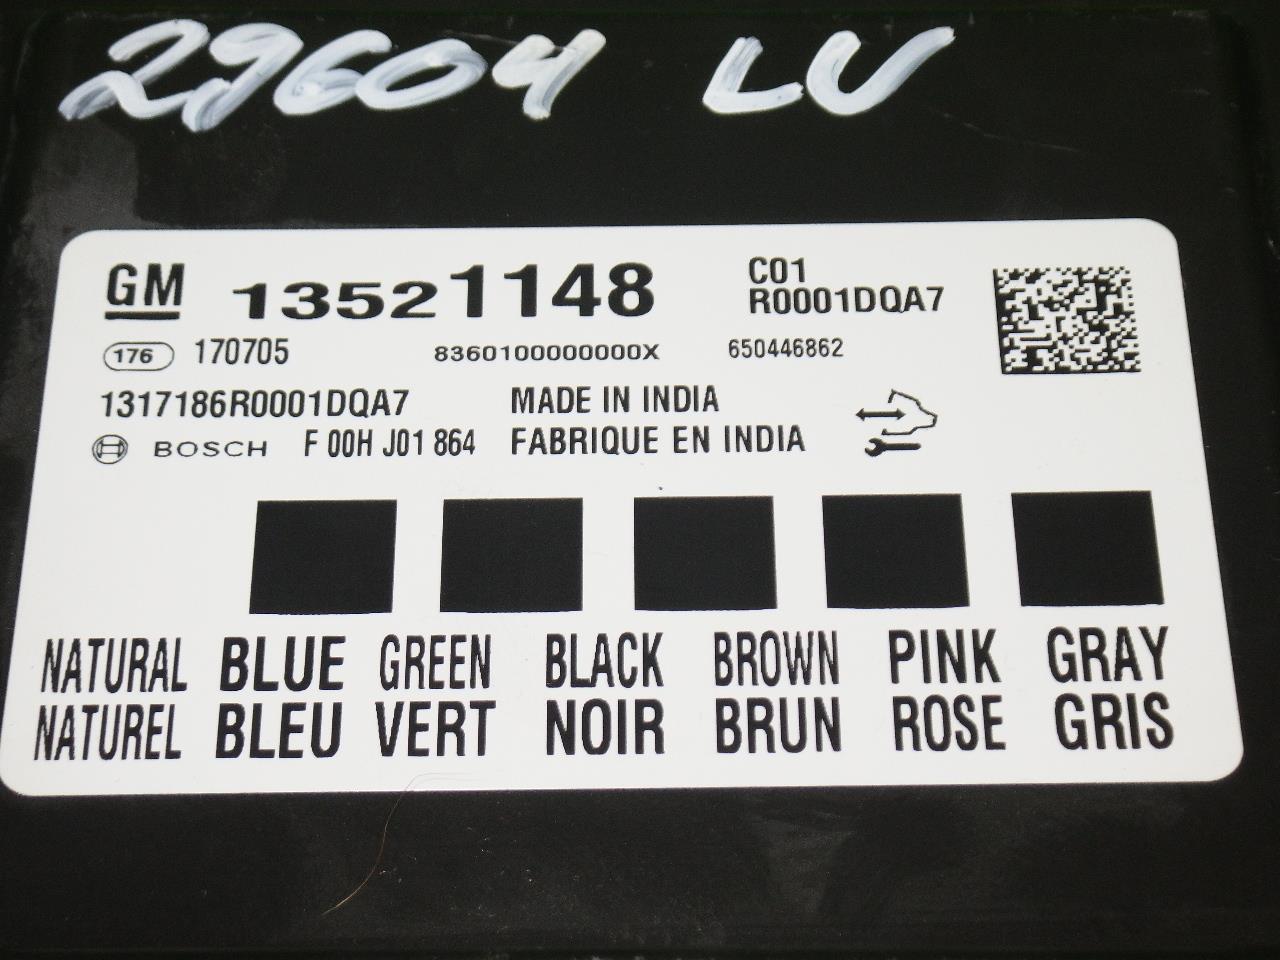 29604 LU
GM 13521148 C01
R0001DQA7
176 170705 8360100000000X 650446862
1317186R0001DQA7 MADE IN INDIA
BOSCH F 00H J01 864 FABRIQUE EN INDIA
NATURAL BLUE GREEN BLACK BROWN PINK GRAY
NATUREL BLEU VERT NOIR BRUN ROSE GRIS